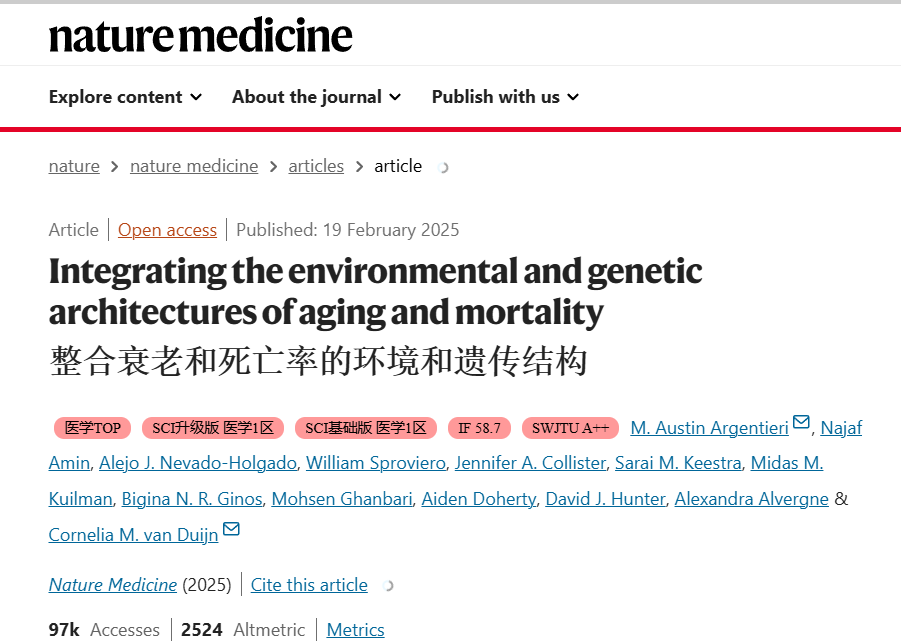 nature medicine
Explore content About the journal Publish with us
nature > nature medicine > articles > article
Article | Open access | Published: 19 February 2025
Integrating the environmental and genetic
architectures of aging and mortality
整合衰老和死亡率的环境和遗传结构
医学TOP SCI升级版 医学1区 SCI基础版 医学1区 IF 58.7 SWJTU A++ M. Austin Argentieri, Najaf
Amin, Alejo J. Nevado-Holgado, William Sproviero, Jennifer A. Collister, Sarai M. Keestra, Midas M.
Kuilman, Bigina N. R. Ginos, Mohsen Ghanbari, Aiden Doherty, David J. Hunter, Alexandra Alvergne &
Cornelia M. van Duijn
Nature Medicine (2025) | Cite this article
97k Accesses | 2524 Altmetric | Metrics